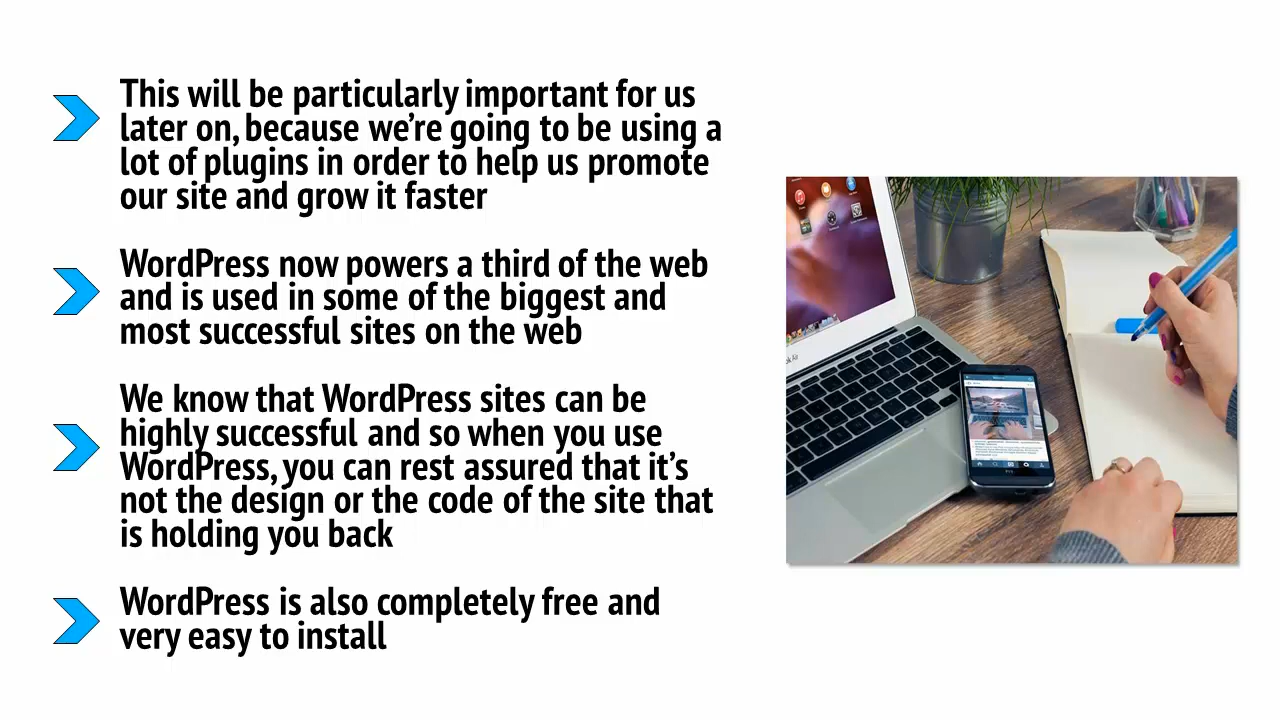 This will be particularly important for us
later on, because we're going to be using a
lot of plugins in order to help us promote
our site and grow it faster
WordPress now powers a third of the web
and is used in some of the biggest and
most successful sites on the web
We know that WordPress sites can be
highly successful and so when you use
WordPress, you can rest assured that it's
not the design or the code of the site that
is holding you back
WordPress is also completely free and
very easy to install